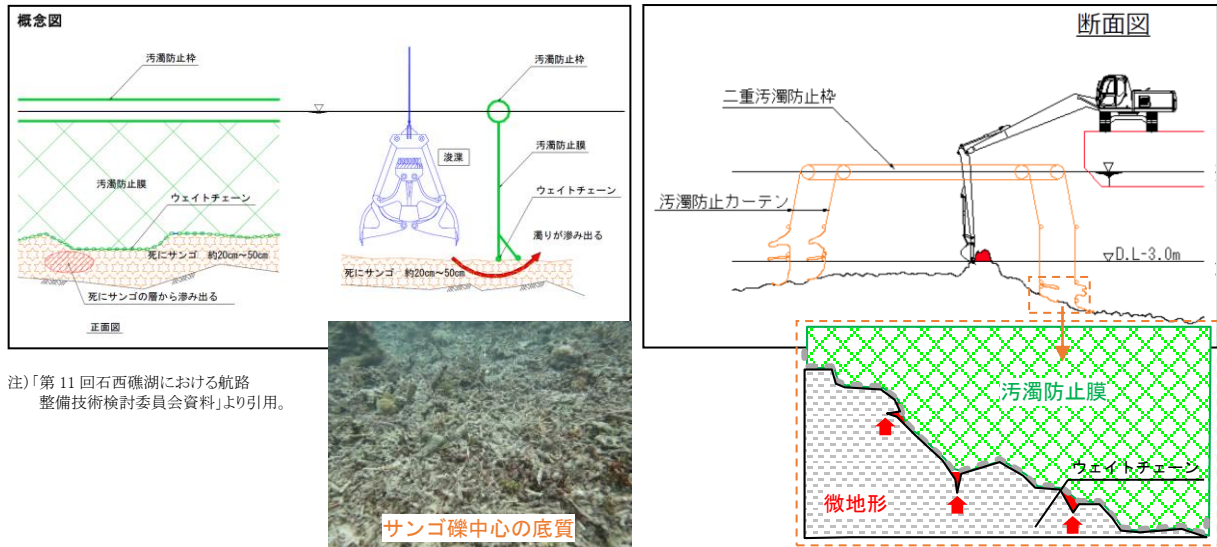 概念図
汚濁防止枠
汚濁防止膜
ウェイトチェーン
死にサンゴ 約20cm～50cm
死にサンゴの層から滲み出る
正面図
汚濁防止枠
浚渫
汚濁防止膜
ウェイトチェーン
濁りが滲み出る
死にサンゴ 約20cm～50cm
注)「第 11 回石西礁湖における航路
整備技術検討委員会資料」より引用。
サンゴ礫中心の底質
断面図
二重汚濁防止枠
汚濁防止カーテン
▽D.L-3.0m
汚濁防止膜
ウェイトチェーン
微地形